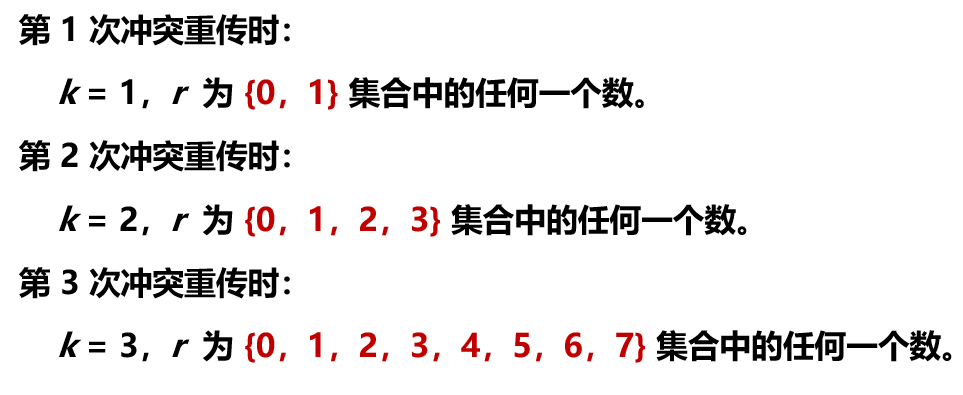 第 1 次冲突重传时：
k = 1，r 为 {0，1} 集合中的任何一个数。
第 2 次冲突重传时：
k = 2，r 为 {0，1，2，3} 集合中的任何一个数。
第 3 次冲突重传时：
k = 3，r 为 {0，1，2，3，4，5，6，7} 集合中的任何一个数。